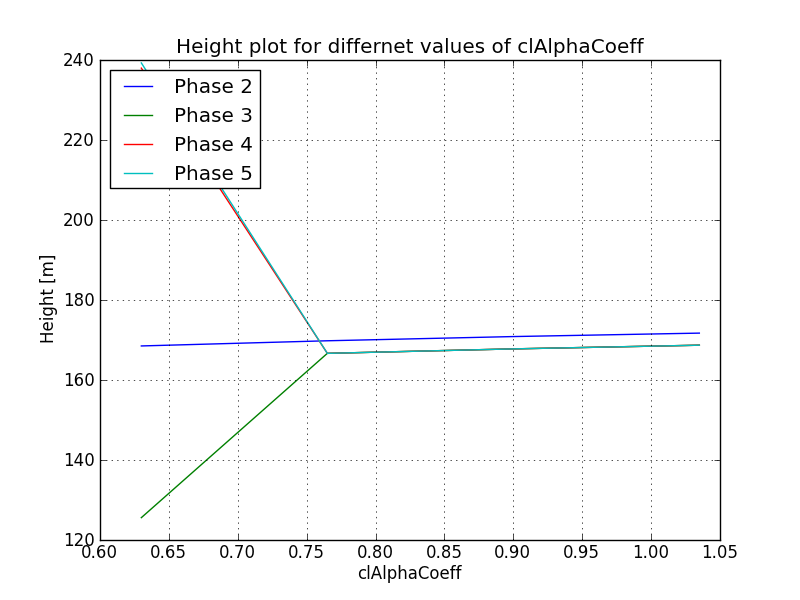 Height plot for differnet values of clAlphaCoeff
240
220
200
180
160
140
120
Height [m]
Phase 2
Phase 3
Phase 4
Phase 5
0.60 0.65 0.70 0.75 0.80 0.85 0.90 0.95 1.00 1.05
clAlphaCoeff